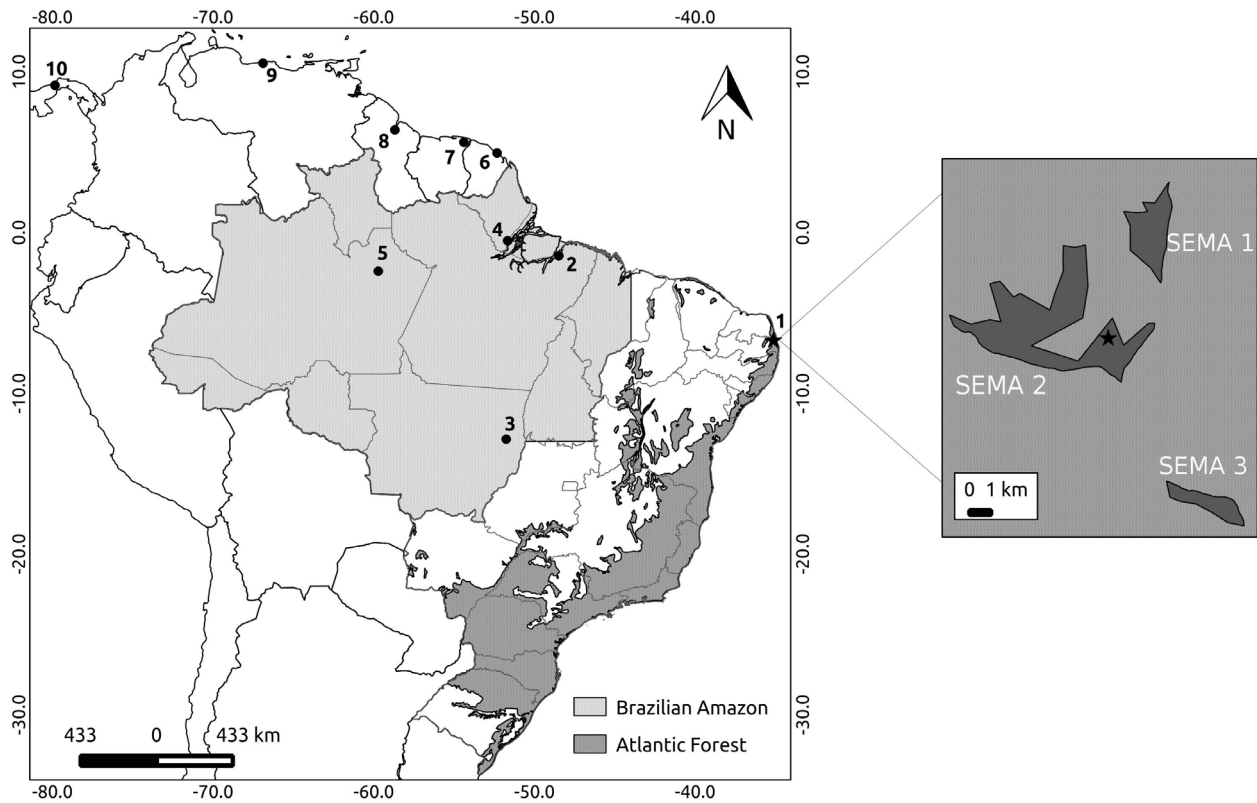 -80.0 -70.0 -60.0 -50.0 -40.0
10.0 10.0
10
9
N
8
7
6
0.0 0.0
4
5
2
1
SEMA 1
SEMA 2
-10.0 -10.0
3
SEMA 3
0 1 km
-20.0 -20.0
-30.0 -30.0
Brazilian Amazon
Atlantic Forest
433 0 433 km
-80.0 -70.0 -60.0 -50.0 -40.0